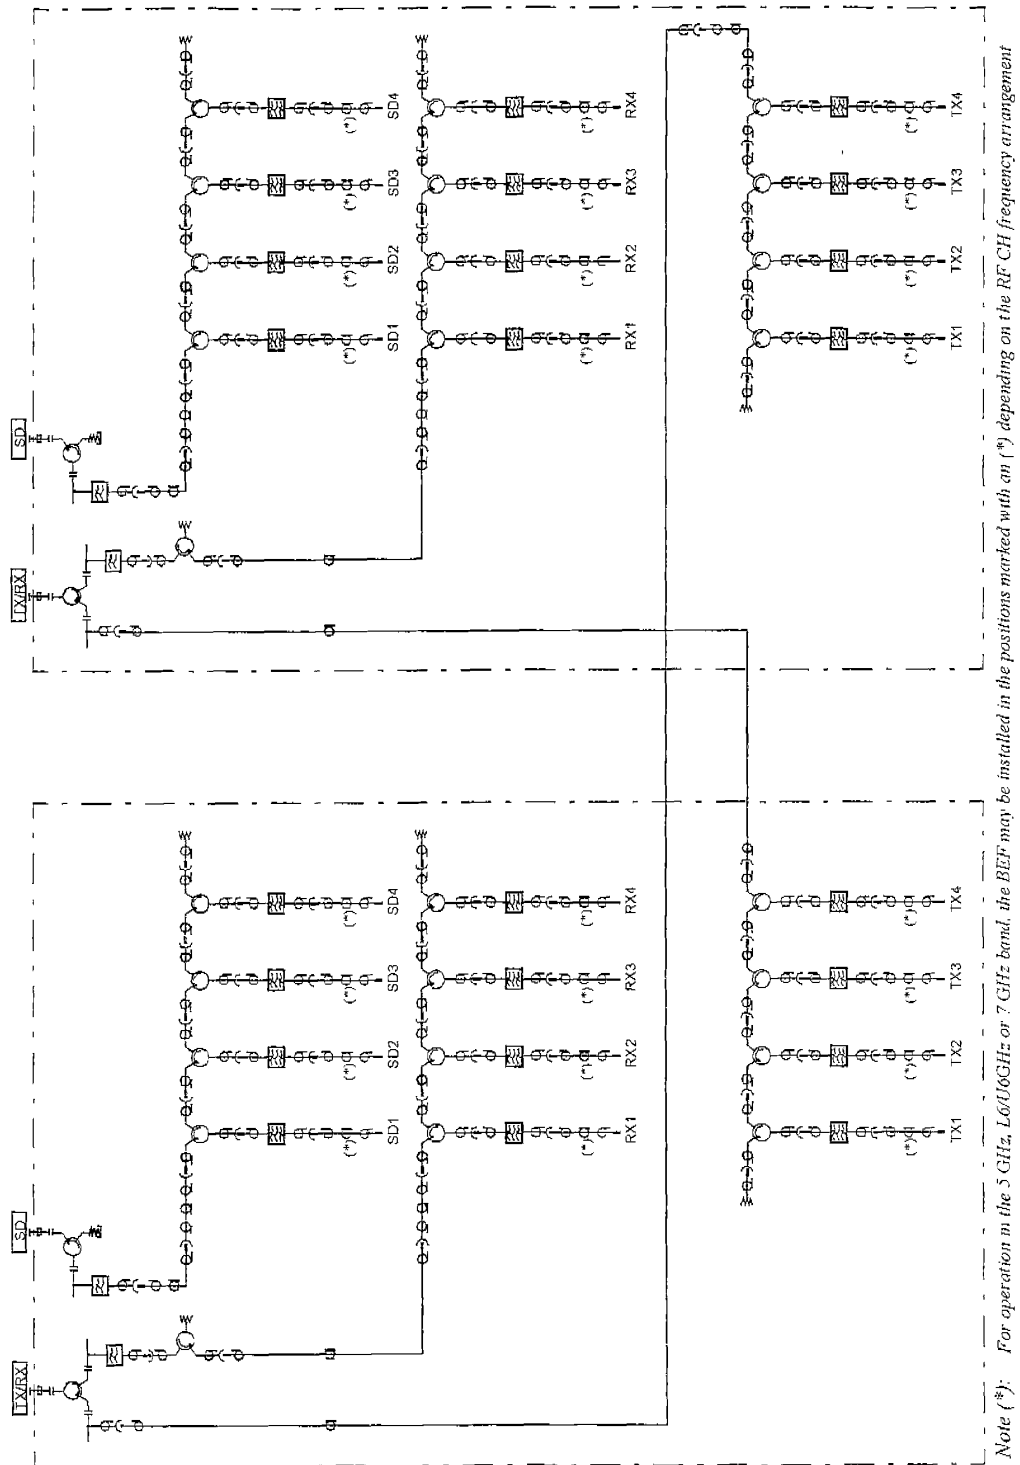 SD
TX/RX
(*) (*) (*) (*)
SD1 SD2 SD3 SD4
(*) (*) (*) (*)
RX1 RX2 RX3 RX4
(*) (*) (*) (*)
TX1 TX2 TX3 TX4
SD
TX/RX
(*) (*) (*) (*)
SD1 SD2 SD3 SD4
(*) (*) (*) (*)
RX1 RX2 RX3 RX4
(*) (*) (*) (*)
TX1 TX2 TX3 TX4
Note (*): For operation in the 5 GHz, L6/U6GHz or 7 GHz band, the BEF may be installed in the positions marked with an (*) depending on the RF CH frequency arrangement